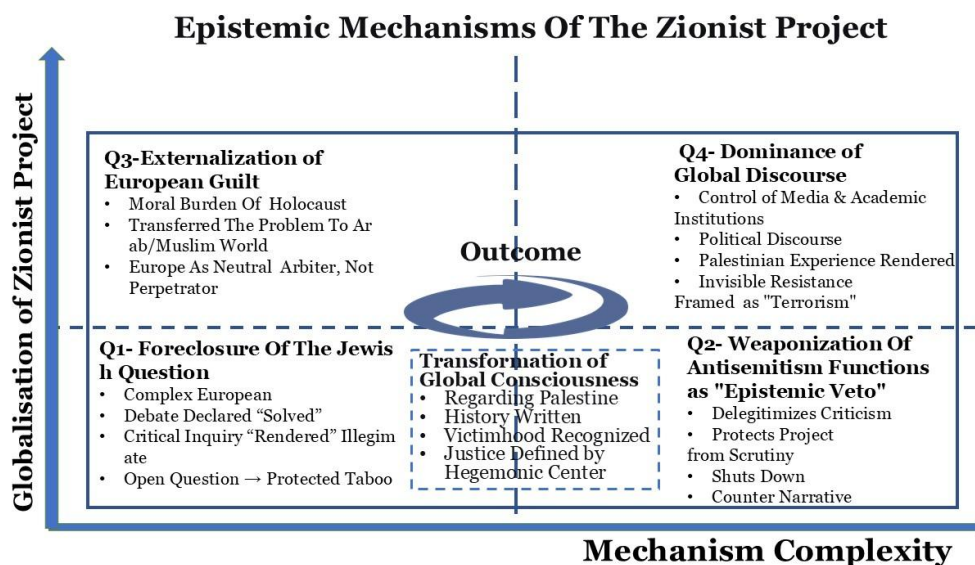 Epistemic Mechanisms Of The Zionist Project
Globalisation of Zionist Project
Q3-Externalization of
European Guilt
• Moral Burden Of Holocaust
• Transferred The Problem To Ar
ab/Muslim World
• Europe As Neutral Arbiter, Not
Perpetrator
Q4- Dominance of
Global Discourse
• Control of Media & Academic
Institutions
• Political Discourse
• Palestinian Experience Rendered
• Invisible Resistance
Framed as "Terrorism"
Outcome
Q1- Foreclosure Of The Jewis
h Question
• Complex European
• Debate Declared “Solved”
• Critical Inquiry “Rendered” Illegim
ate
• Open Question → Protected Taboo
Transformation of
Global Consciousness
• Regarding Palestine
• History Written
• Victimhood Recognized
• Justice Defined by
Hegemonic Center
Q2- Weaponization Of
Antisemitism Functions
as "Epistemic Veto"
• Delegitimizes Criticism
• Protects Project
from Scrutiny
• Shuts Down
• Counter Narrative
Mechanism Complexity